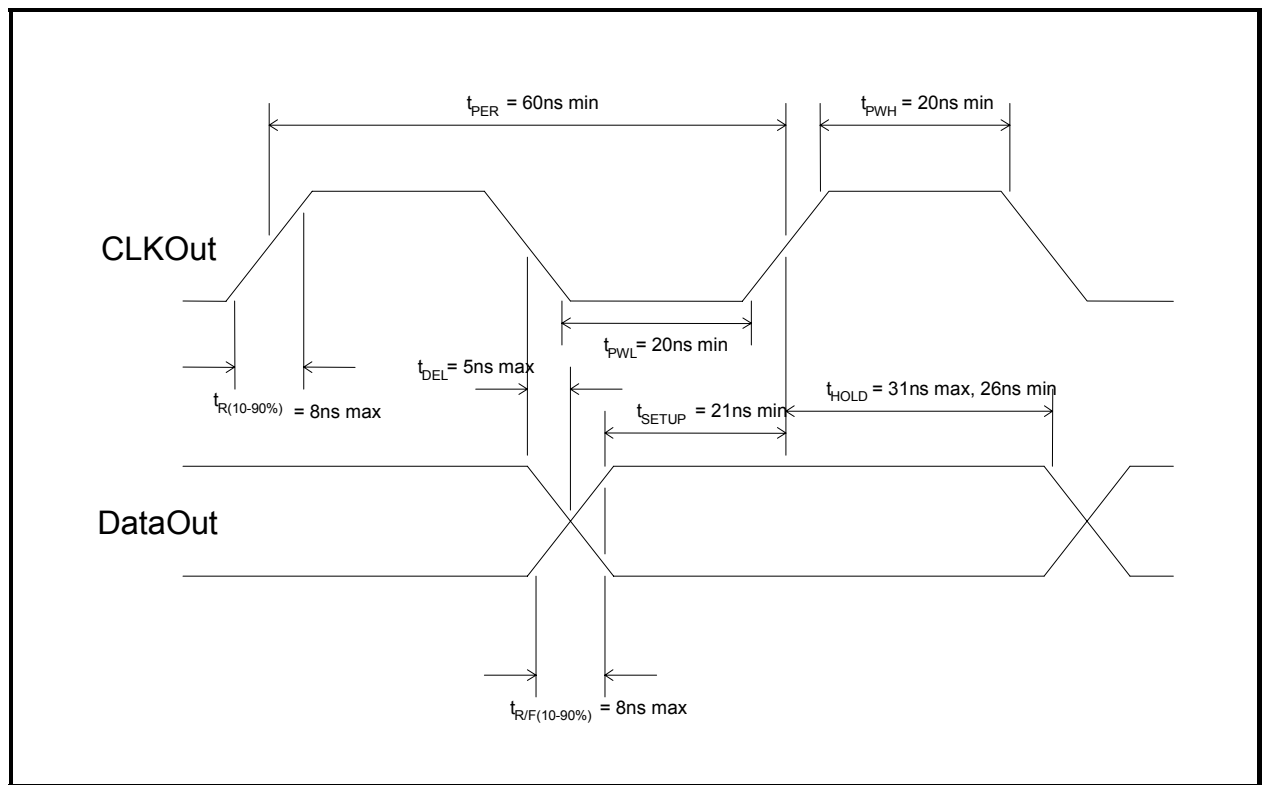 tPER = 60ns min
tPWH = 20ns min
CLKOut
tPWL= 20ns min
tDEL= 5ns max
tR(10-90%) = 8ns max
tHOLD = 31ns max, 26ns min
tSETUP = 21ns min
DataOut
tR/F(10-90%) = 8ns max